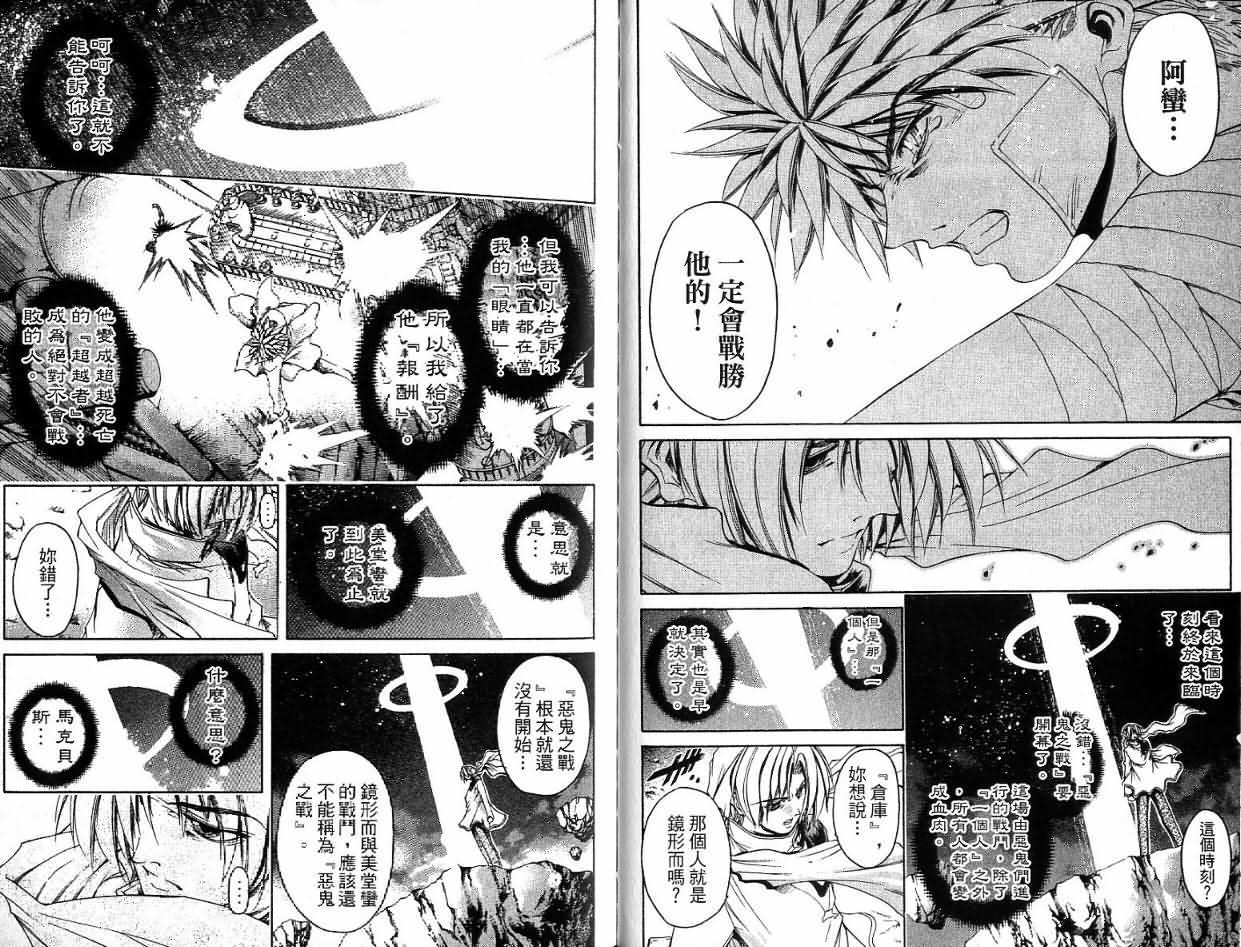 阿蠻…
一定會戰勝
他的！
看來這個時
刻終於來臨
了…
這個時刻？
沒錯…『惡
鬼之戰』要
開幕了。
這場由惡鬼們進
行的戰鬥，除了
『一個人』之外
，所有人都會變
成血肉。
但是那『一
個人』…
其實也是早
就決定了。
『倉庫』，
妳想說…
那個人就是
鏡形而嗎？
呵呵…這就不
能告訴你了。
但我可以告訴你
…他一直都在當
我的「眼睛」…
所以我給了
他『報酬』。
他變成超越死亡
的『超越者』…
成為絕對不會戰
敗的人。
意思就
是…
美堂蠻就
到此為止
了。
…
妳錯了…
『惡鬼之戰
』根本就還
沒有開始…
鏡形而與美堂蠻
的戰鬥，應該還
不能稱為『惡鬼
之戰』。
什麼意思？
馬克貝
斯…
…